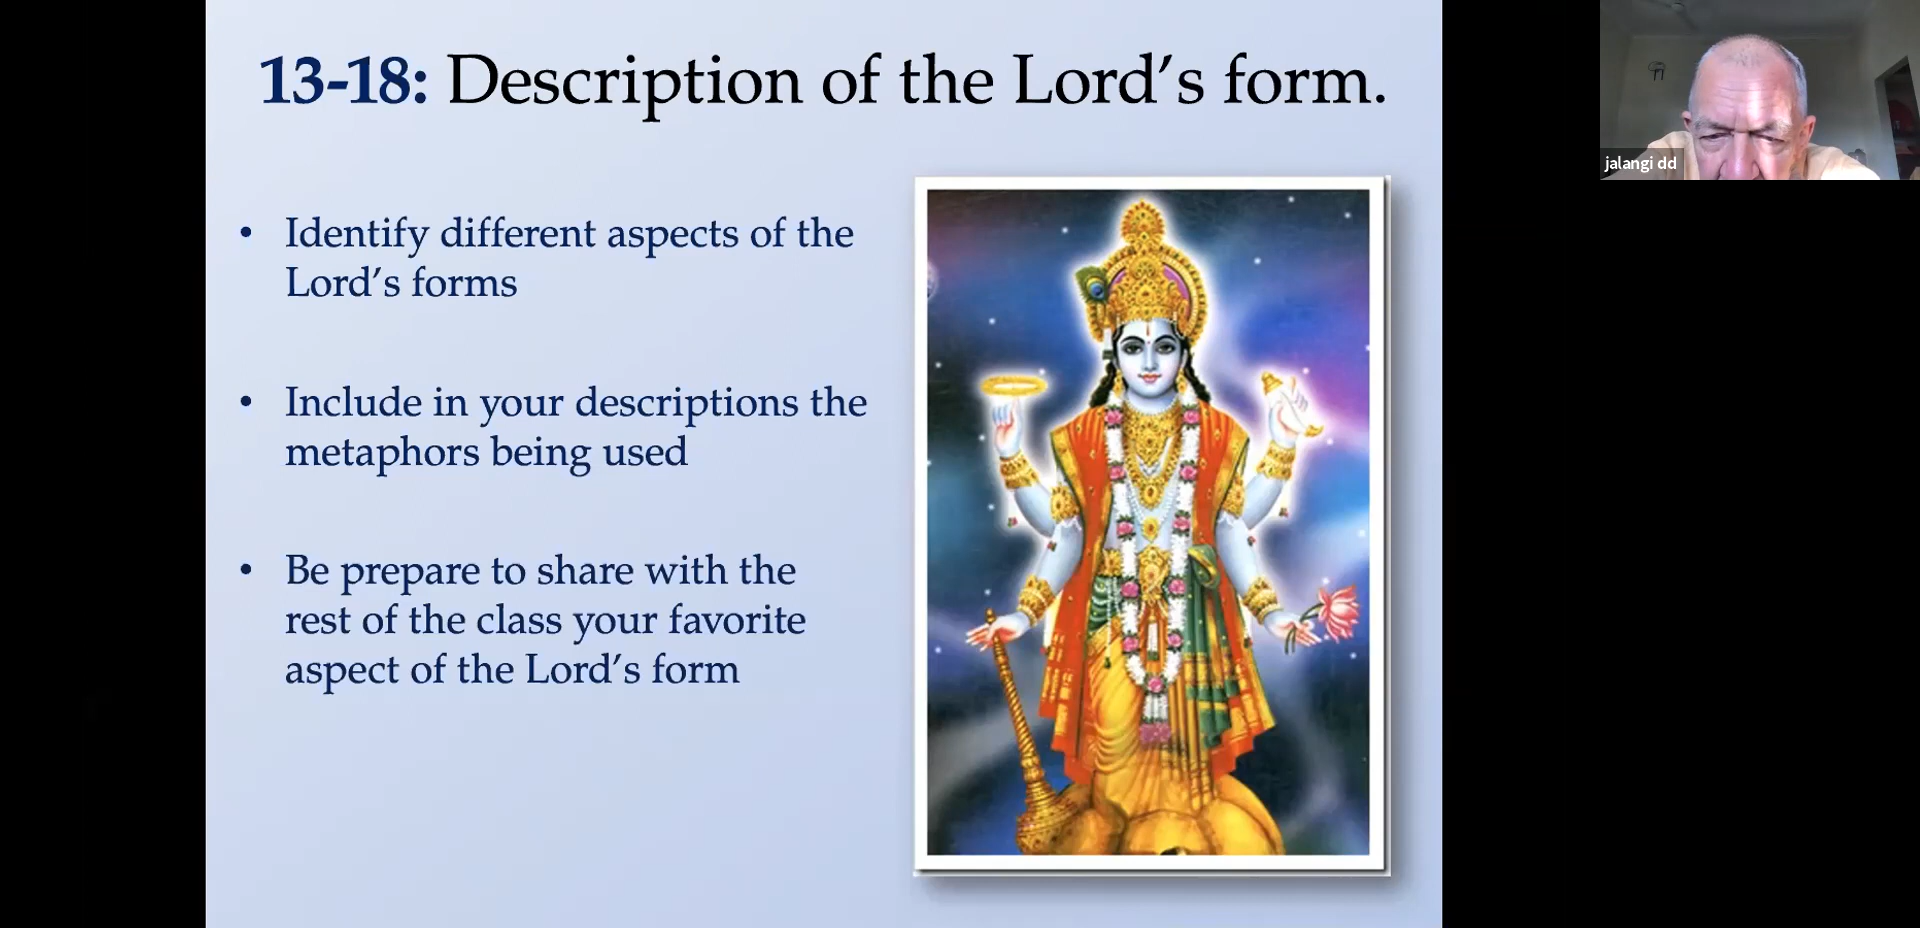 13-18: Description of the Lord’s form.
• Identify different aspects of the
Lord’s forms
• Include in your descriptions the
metaphors being used
• Be prepare to share with the
rest of the class your favorite
aspect of the Lord’s form
jalangi dd